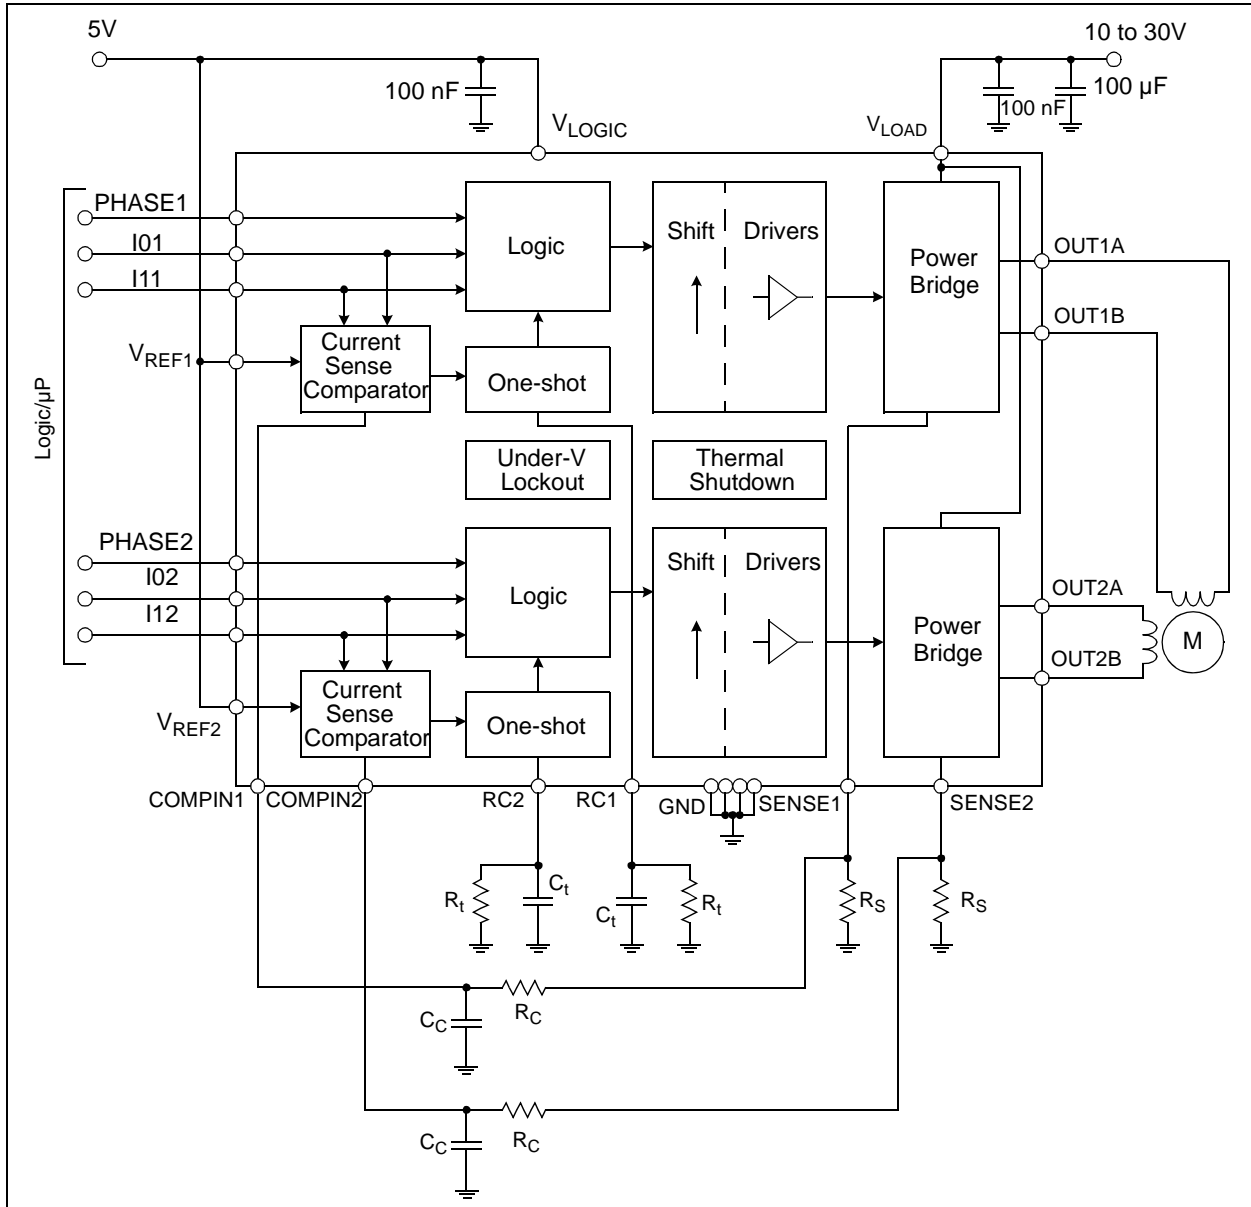 5V
10 to 30V
100 nF
100 nF
100 µF
VLOGIC
VLOAD
PHASE1
I01
I11
VREF1
Logic/µP
Logic
Current
Sense
Comparator
One-shot
Shift
Drivers
Power
Bridge
OUT1A
OUT1B
Under-V
Lockout
Thermal
Shutdown
PHASE2
I02
I12
VREF2
Logic
Current
Sense
Comparator
One-shot
Shift
Drivers
Power
Bridge
OUT2A
OUT2B
M
COMPIN1
COMPIN2
RC2
RC1
GND
SENSE1
SENSE2
Rt
Ct
Ct
Rt
RS
RS
CC
RC
CC
RC